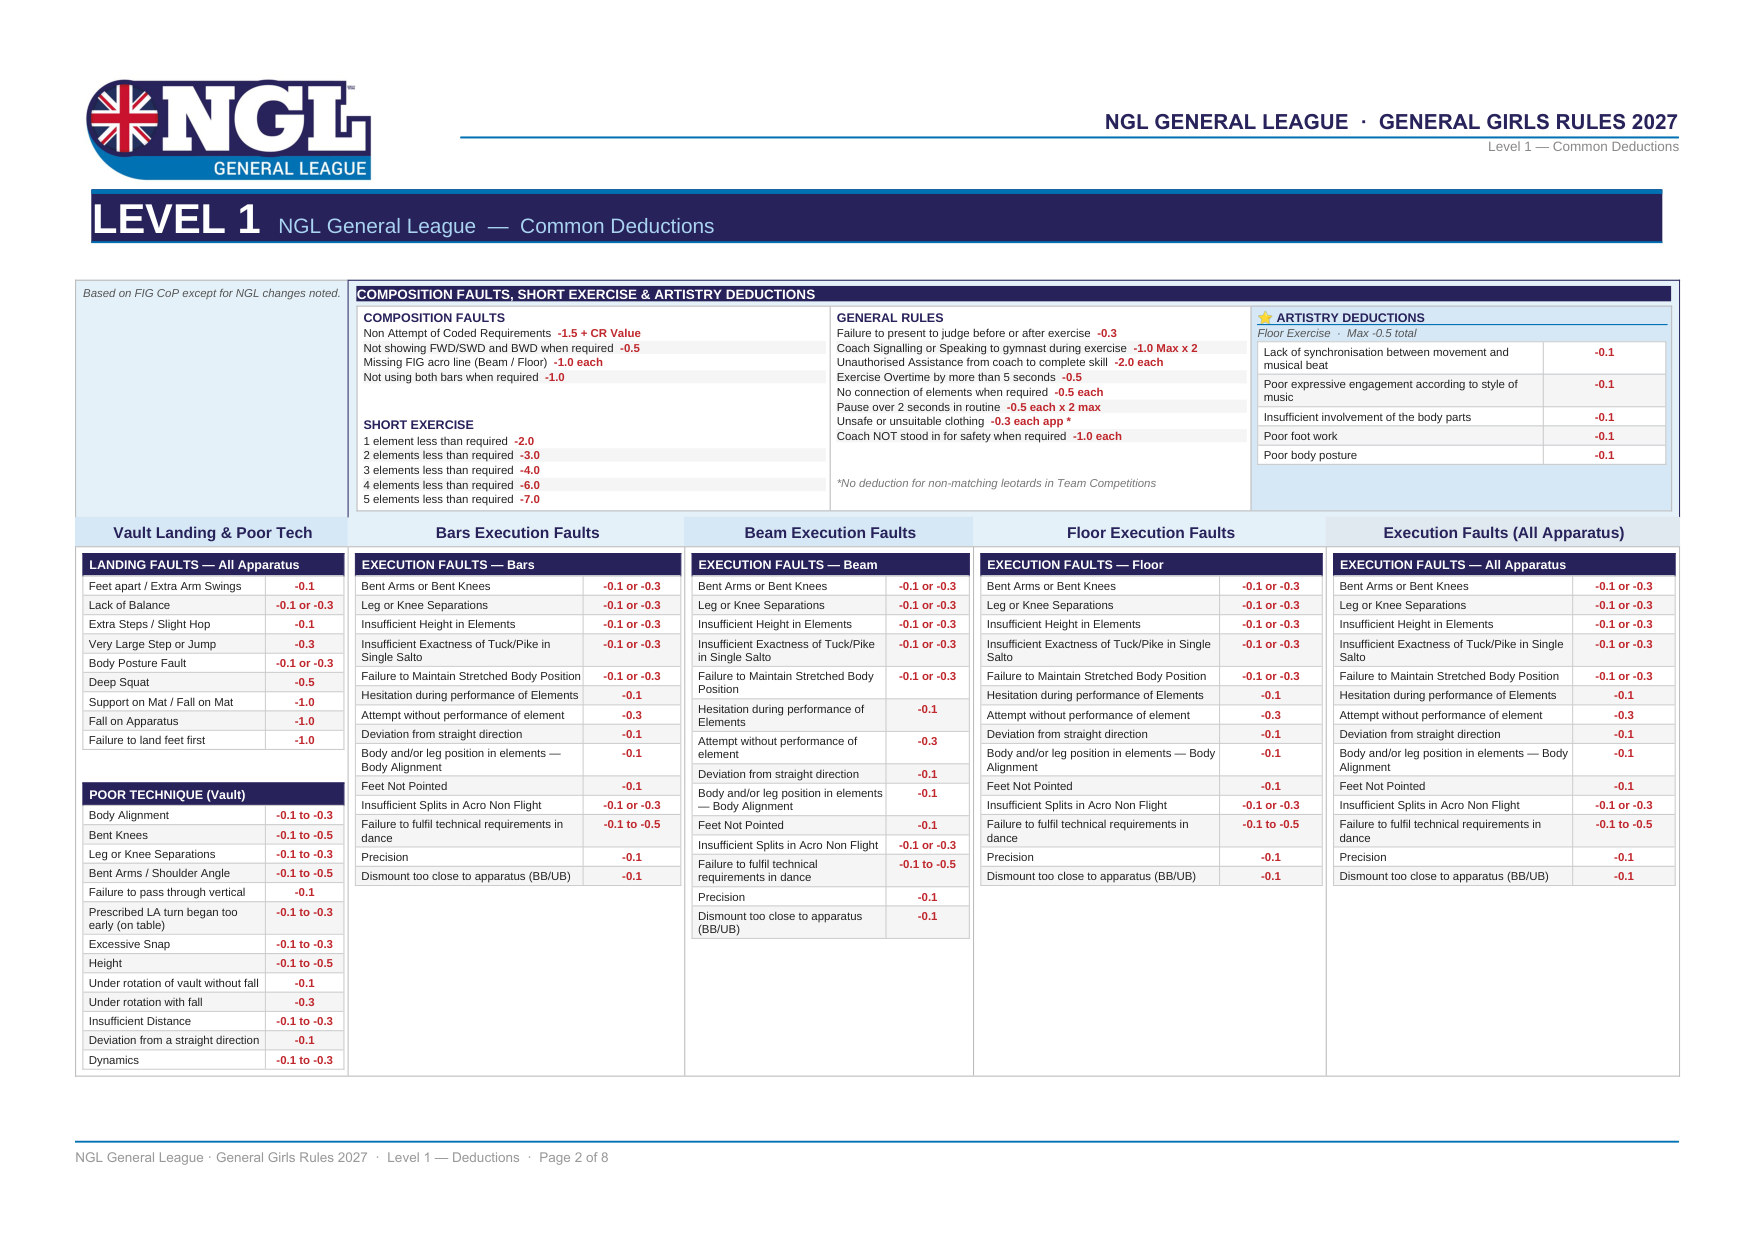 NGL
GENERAL LEAGUE
NGL GENERAL LEAGUE · GENERAL GIRLS RULES 2027
Level 1 — Common Deductions
LEVEL 1 NGL General League — Common Deductions
Based on FIG CoP except for NGL changes noted.
COMPOSITION FAULTS, SHORT EXERCISE & ARTISTRY DEDUCTIONS
COMPOSITION FAULTS
Non Attempt of Coded Requirements -1.5 + CR Value
Not showing FWD/SWD and BWD when required -0.5
Missing FIG acro line (Beam / Floor) -1.0 each
Not using both bars when required -1.0
SHORT EXERCISE
1 element less than required -2.0
2 elements less than required -3.0
3 elements less than required -4.0
4 elements less than required -6.0
5 elements less than required -7.0
GENERAL RULES
Failure to present to judge before or after exercise -0.3
Coach Signalling or Speaking to gymnast during exercise -1.0 Max x 2
Unauthorised Assistance from coach to complete skill -2.0 each
Exercise Overtime by more than 5 seconds -0.5
No connection of elements when required -0.5 each
Pause over 2 seconds in routine -0.5 each x 2 max
Unsafe or unsuitable clothing -0.3 each app *
Coach NOT stood in for safety when required -1.0 each
*No deduction for non-matching leotards in Team Competitions
⭐ ARTISTRY DEDUCTIONS
Floor Exercise · Max -0.5 total
Lack of synchronisation between movement and -0.1
musical beat
Poor expressive engagement according to style of -0.1
music
Insufficient involvement of the body parts -0.1
Poor foot work -0.1
Poor body posture -0.1
Vault Landing & Poor Tech
LANDING FAULTS — All Apparatus
Feet apart / Extra Arm Swings -0.1
Lack of Balance -0.1 or -0.3
Extra Steps / Slight Hop -0.1
Very Large Step or Jump -0.3
Body Posture Fault -0.1 or -0.3
Deep Squat -0.5
Support on Mat / Fall on Mat -1.0
Fall on Apparatus -1.0
Failure to land feet first -1.0
POOR TECHNIQUE (Vault)
Body Alignment -0.1 to -0.3
Bent Knees -0.1 to -0.5
Leg or Knee Separations -0.1 to -0.3
Bent Arms / Shoulder Angle -0.1 to -0.5
Failure to pass through vertical -0.1
Prescribed LA turn began too -0.1 to -0.3
early (on table)
Excessive Snap -0.1 to -0.3
Height -0.1 to -0.5
Under rotation of vault without fall -0.1
Under rotation with fall -0.3
Insufficient Distance -0.1 to -0.3
Deviation from a straight direction -0.1
Dynamics -0.1 to -0.3
Bars Execution Faults
EXECUTION FAULTS — Bars
Bent Arms or Bent Knees -0.1 or -0.3
Leg or Knee Separations -0.1 or -0.3
Insufficient Height in Elements -0.1 or -0.3
Insufficient Exactness of Tuck/Pike in -0.1 or -0.3
Single Salto
Failure to Maintain Stretched Body Position -0.1 or -0.3
Hesitation during performance of Elements -0.1
Attempt without performance of element -0.3
Deviation from straight direction -0.1
Body and/or leg position in elements — -0.1
Body Alignment
Feet Not Pointed -0.1
Insufficient Splits in Acro Non Flight -0.1 or -0.3
Failure to fulfil technical requirements in -0.1 to -0.5
dance
Precision -0.1
Dismount too close to apparatus (BB/UB) -0.1
Beam Execution Faults
EXECUTION FAULTS — Beam
Bent Arms or Bent Knees -0.1 or -0.3
Leg or Knee Separations -0.1 or -0.3
Insufficient Height in Elements -0.1 or -0.3
Insufficient Exactness of Tuck/Pike -0.1 or -0.3
in Single Salto
Failure to Maintain Stretched Body -0.1 or -0.3
Position
Hesitation during performance of -0.1
Elements
Attempt without performance of -0.3
element
Deviation from straight direction -0.1
Body and/or leg position in elements -0.1
— Body Alignment
Feet Not Pointed -0.1
Insufficient Splits in Acro Non Flight -0.1 or -0.3
Failure to fulfil technical -0.1 to -0.5
requirements in dance
Precision -0.1
Dismount too close to apparatus -0.1
(BB/UB)
Floor Execution Faults
EXECUTION FAULTS — Floor
Bent Arms or Bent Knees -0.1 or -0.3
Leg or Knee Separations -0.1 or -0.3
Insufficient Height in Elements -0.1 or -0.3
Insufficient Exactness of Tuck/Pike in Single -0.1 or -0.3
Salto
Failure to Maintain Stretched Body Position -0.1 or -0.3
Hesitation during performance of Elements -0.1
Attempt without performance of element -0.3
Deviation from straight direction -0.1
Body and/or leg position in elements — Body -0.1
Alignment
Feet Not Pointed -0.1
Insufficient Splits in Acro Non Flight -0.1 or -0.3
Failure to fulfil technical requirements in -0.1 to -0.5
dance
Precision -0.1
Dismount too close to apparatus (BB/UB) -0.1
Execution Faults (All Apparatus)
EXECUTION FAULTS — All Apparatus
Bent Arms or Bent Knees -0.1 or -0.3
Leg or Knee Separations -0.1 or -0.3
Insufficient Height in Elements -0.1 or -0.3
Insufficient Exactness of Tuck/Pike in Single -0.1 or -0.3
Salto
Failure to Maintain Stretched Body Position -0.1 or -0.3
Hesitation during performance of Elements -0.1
Attempt without performance of element -0.3
Deviation from straight direction -0.1
Body and/or leg position in elements — Body -0.1
Alignment
Feet Not Pointed -0.1
Insufficient Splits in Acro Non Flight -0.1 or -0.3
Failure to fulfil technical requirements in -0.1 to -0.5
dance
Precision -0.1
Dismount too close to apparatus (BB/UB) -0.1
NGL General League · General Girls Rules 2027 · Level 1 — Deductions · Page 2 of 8